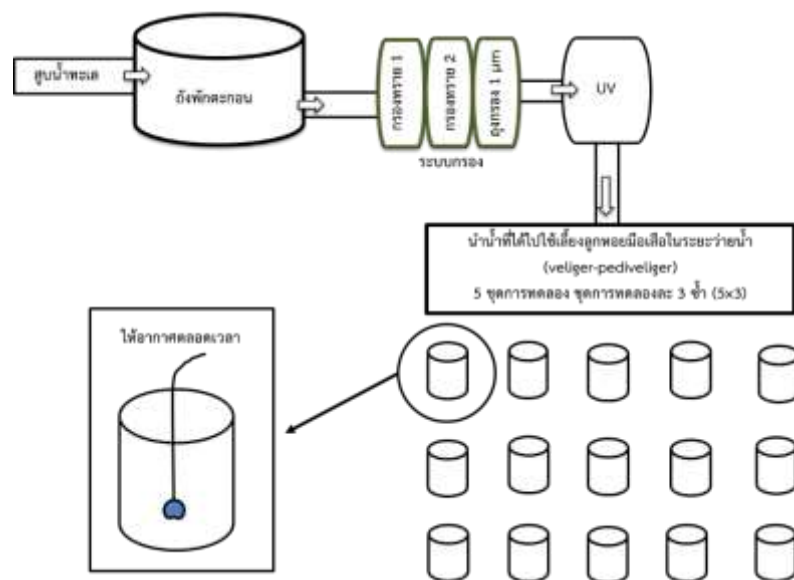 สูบน้ำทะเล
ถังพักตะกอน
กรองทราย 1
กรองทราย 2
ถุงกรอง 1 μm
ระบบกรอง
UV
นำน้ำที่ได้ไปใช้เลี้ยงลูกหอยมือเสือในระยะว่ายน้ำ
(veliger-pediveliger)
5 ชุดการทดลอง ชุดการทดลองละ 3 ซ้ำ (5x3)
ให้อากาศตลอดเวลา